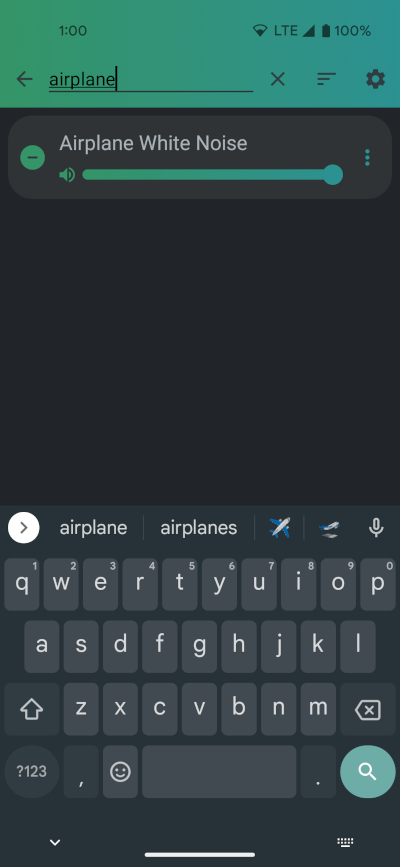 1:00 LTE 100%
airplane
Airplane White Noise
airplane airplanes
1 2 3 4 5 6 7 8 9 0
q w e r t y u i o p
a s d f g h j k l
z x c v b n m
?123 , .